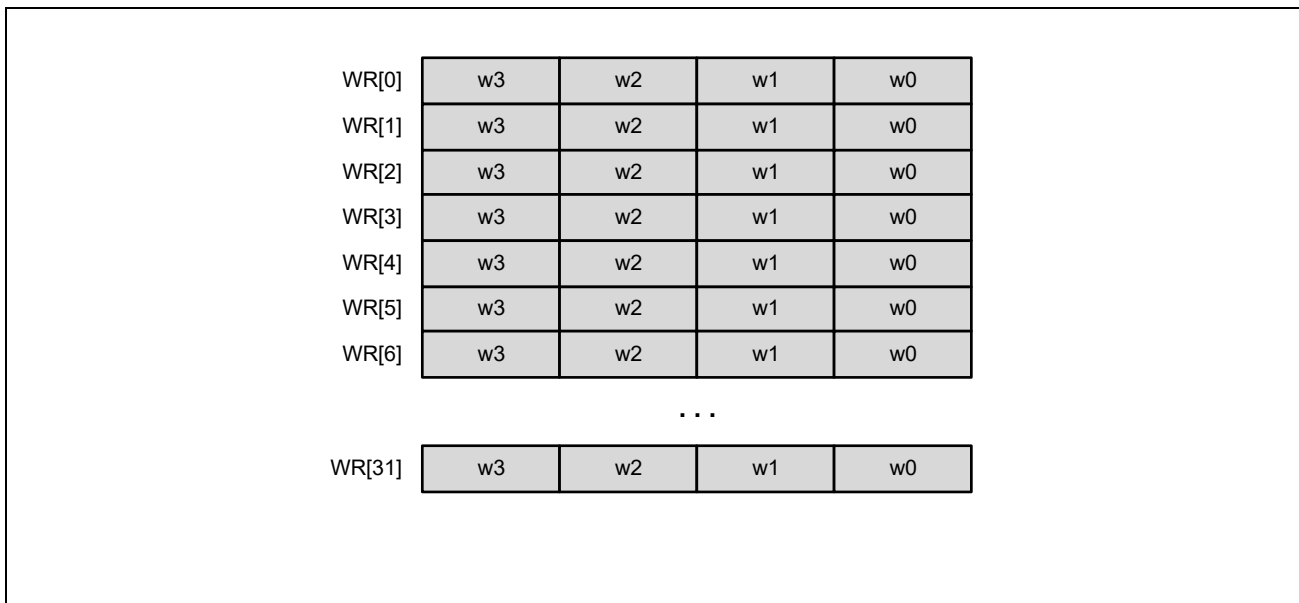 WR[0] w3 w2 w1 w0
WR[1] w3 w2 w1 w0
WR[2] w3 w2 w1 w0
WR[3] w3 w2 w1 w0
WR[4] w3 w2 w1 w0
WR[5] w3 w2 w1 w0
WR[6] w3 w2 w1 w0
. . .
WR[31] w3 w2 w1 w0